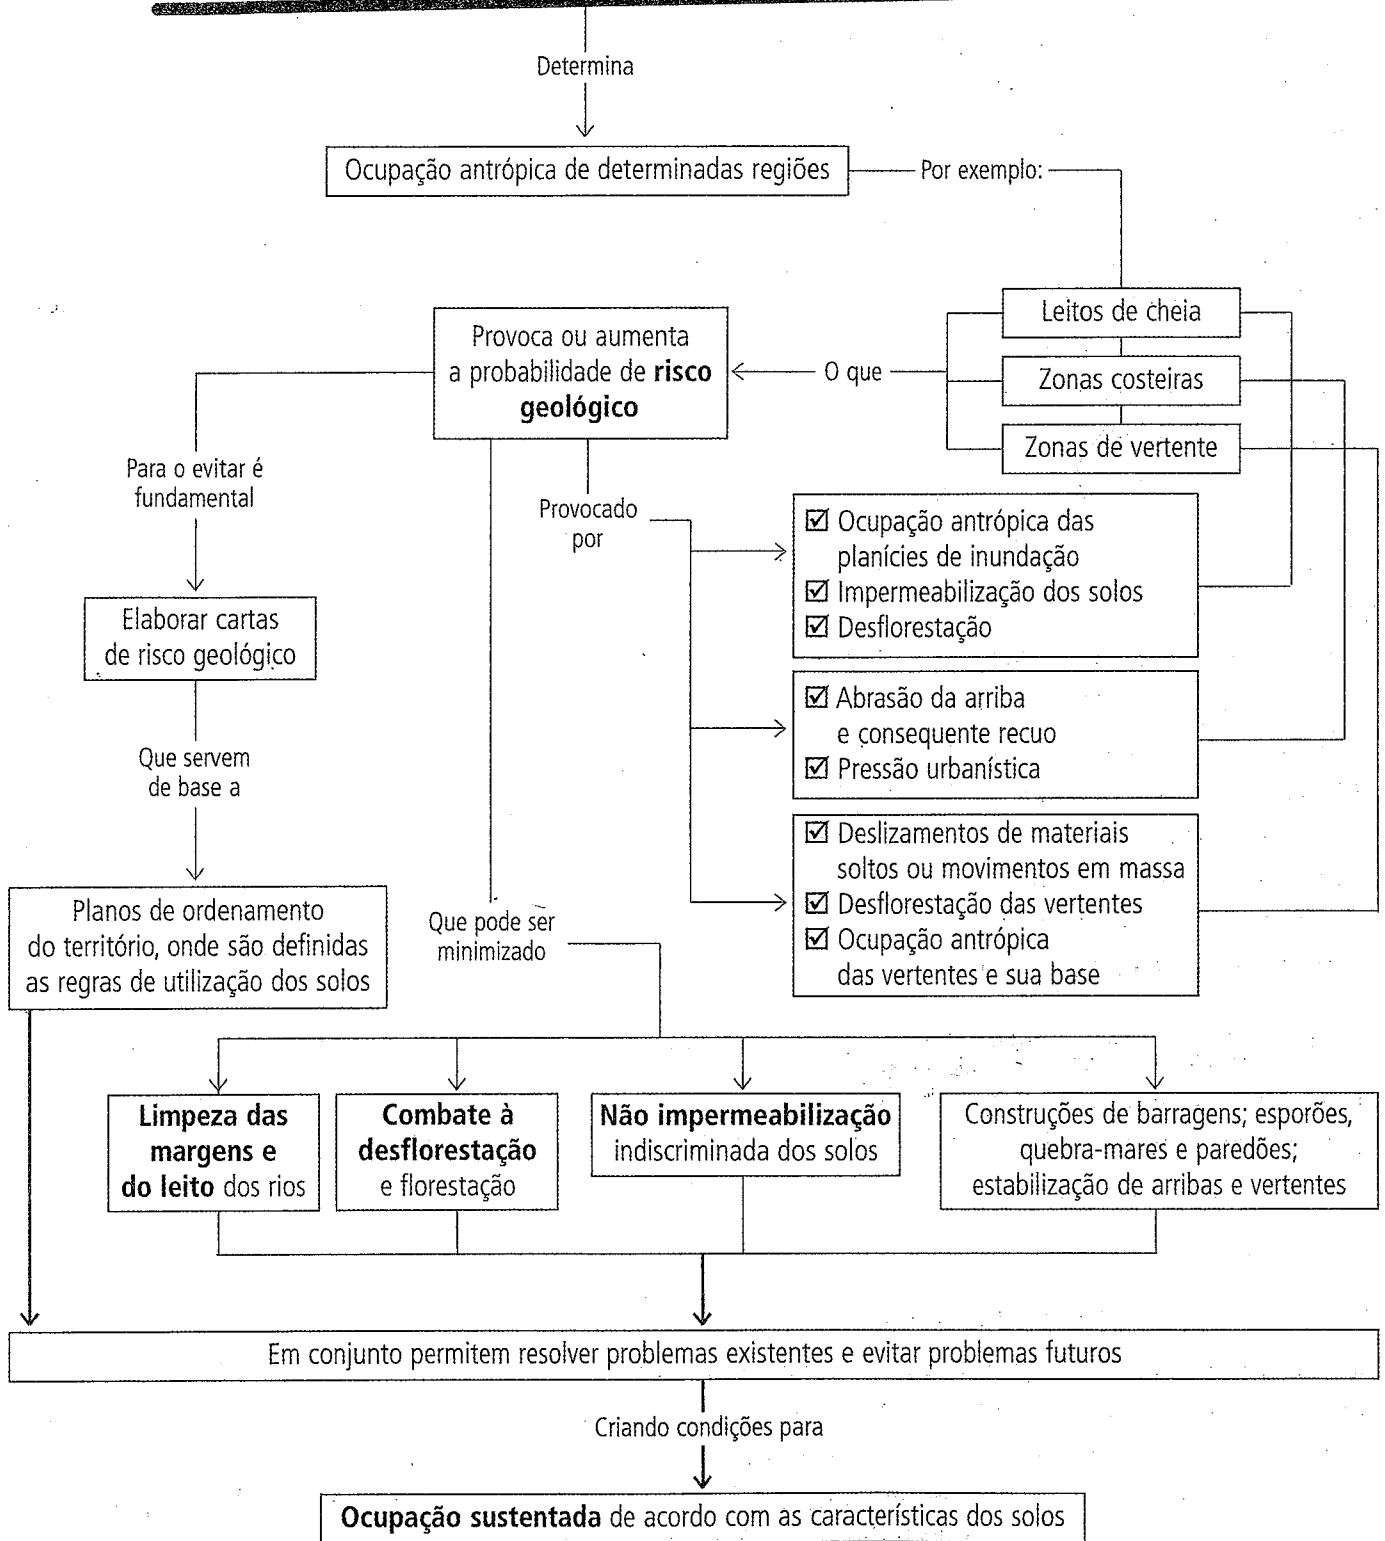 Determina
Ocupação antrópica de determinadas regiões
Por exemplo:
Leitos de cheia
Zonas costeiras
Zonas de vertente
O que
Provoca ou aumenta
a probabilidade de risco
geológico
Para o evitar é
fundamental
Provocado
por
Ocupação antrópica das
planícies de inundação
Impermeabilização dos solos
Desflorestação
Elaborar cartas
de risco geológico
Abrasão da arriba
e consequente recuo
Pressão urbanística
Que servem
de base a
Deslizamentos de materiais
soltos ou movimentos em massa
Desflorestação das vertentes
Ocupação antrópica
das vertentes e sua base
Planos de ordenamento
do território, onde são definidas
as regras de utilização dos solos
Que pode ser
minimizado
Limpeza das
margens e
do leito dos rios
Combate à
desflorestação
e florestação
Não impermeabilização
indiscriminada dos solos
Construções de barragens; esporões,
quebra-mares e paredões;
estabilização de arribas e vertentes
Em conjunto permitem resolver problemas existentes e evitar problemas futuros
Criando condições para
Ocupação sustentada de acordo com as características dos solos